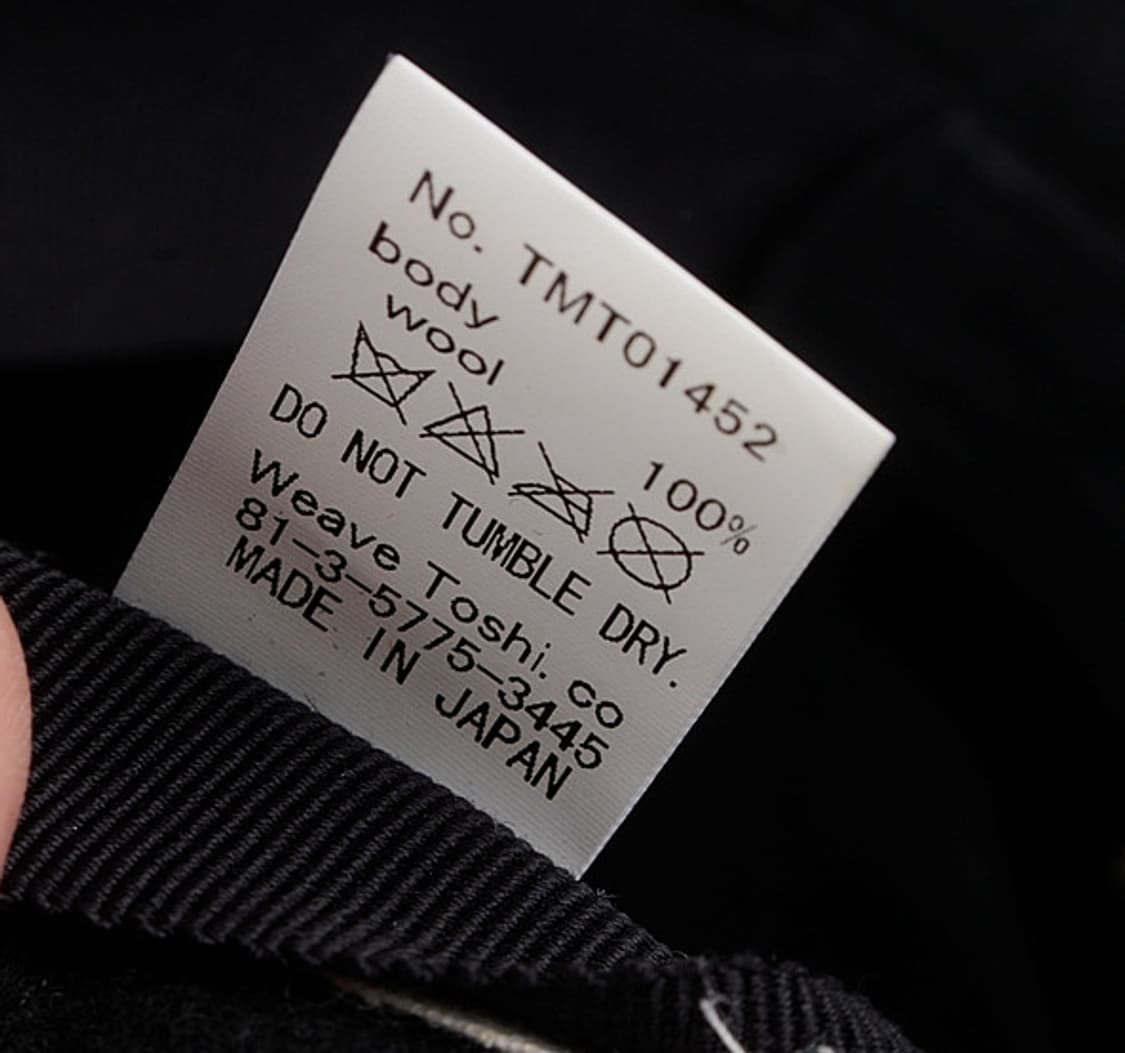 No. TMT01452
body
wool 100%
DO NOT TUMBLE DRY.
Weave Toshi. co
81-3-5775-3445
MADE IN JAPAN